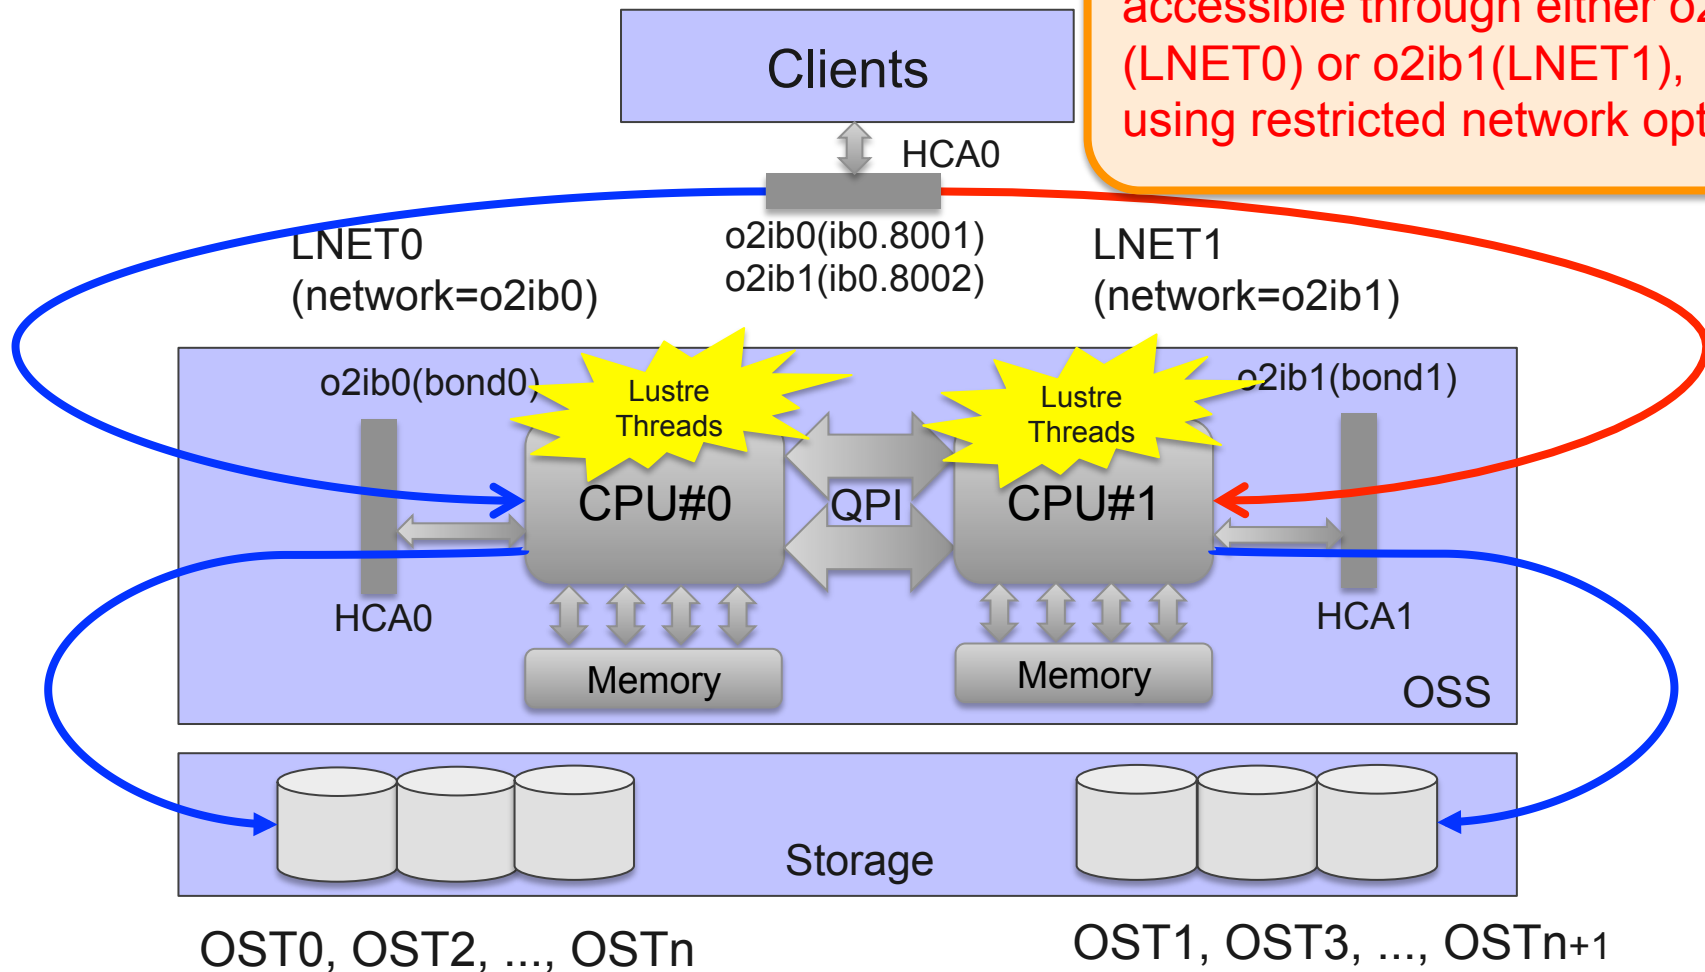 accessible through either
(LNET0) or o2ib1(LNET1),
using restricted network
Clients
HCA0
o2ib0(ib0.8001)
o2ib1(ib0.8002)
LNET0
(network=o2ib0)
LNET1
(network=o2ib1)
o2ib0(bond0)
Lustre
Threads
Lustre
Threads
o2ib1(bond1)
CPU#0
QPI
CPU#1
HCA0
HCA1
Memory
Memory
OSS
Storage
OST0, OST2, ..., OSTn
OST1, OST3, ..., OSTn+1